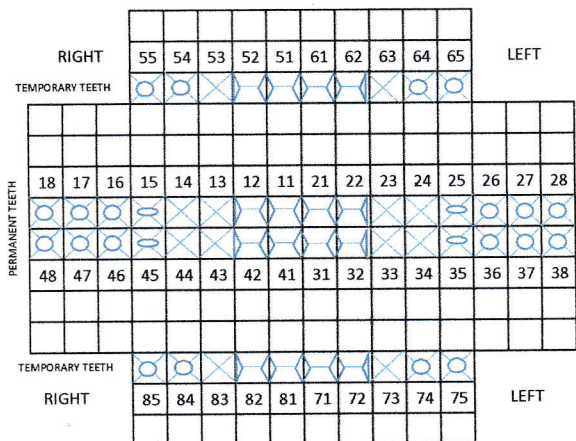 RIGHT 55 54 53 52 51 61 62 63 64 65 LEFT
TEMPORARY TEETH
PERMANENT TEETH
18 17 16 15 14 13 12 11 21 22 23 24 25 26 27 28
48 47 46 45 44 43 42 41 31 32 33 34 35 36 37 38
TEMPORARY TEETH
RIGHT 85 84 83 82 81 71 72 73 74 75 LEFT